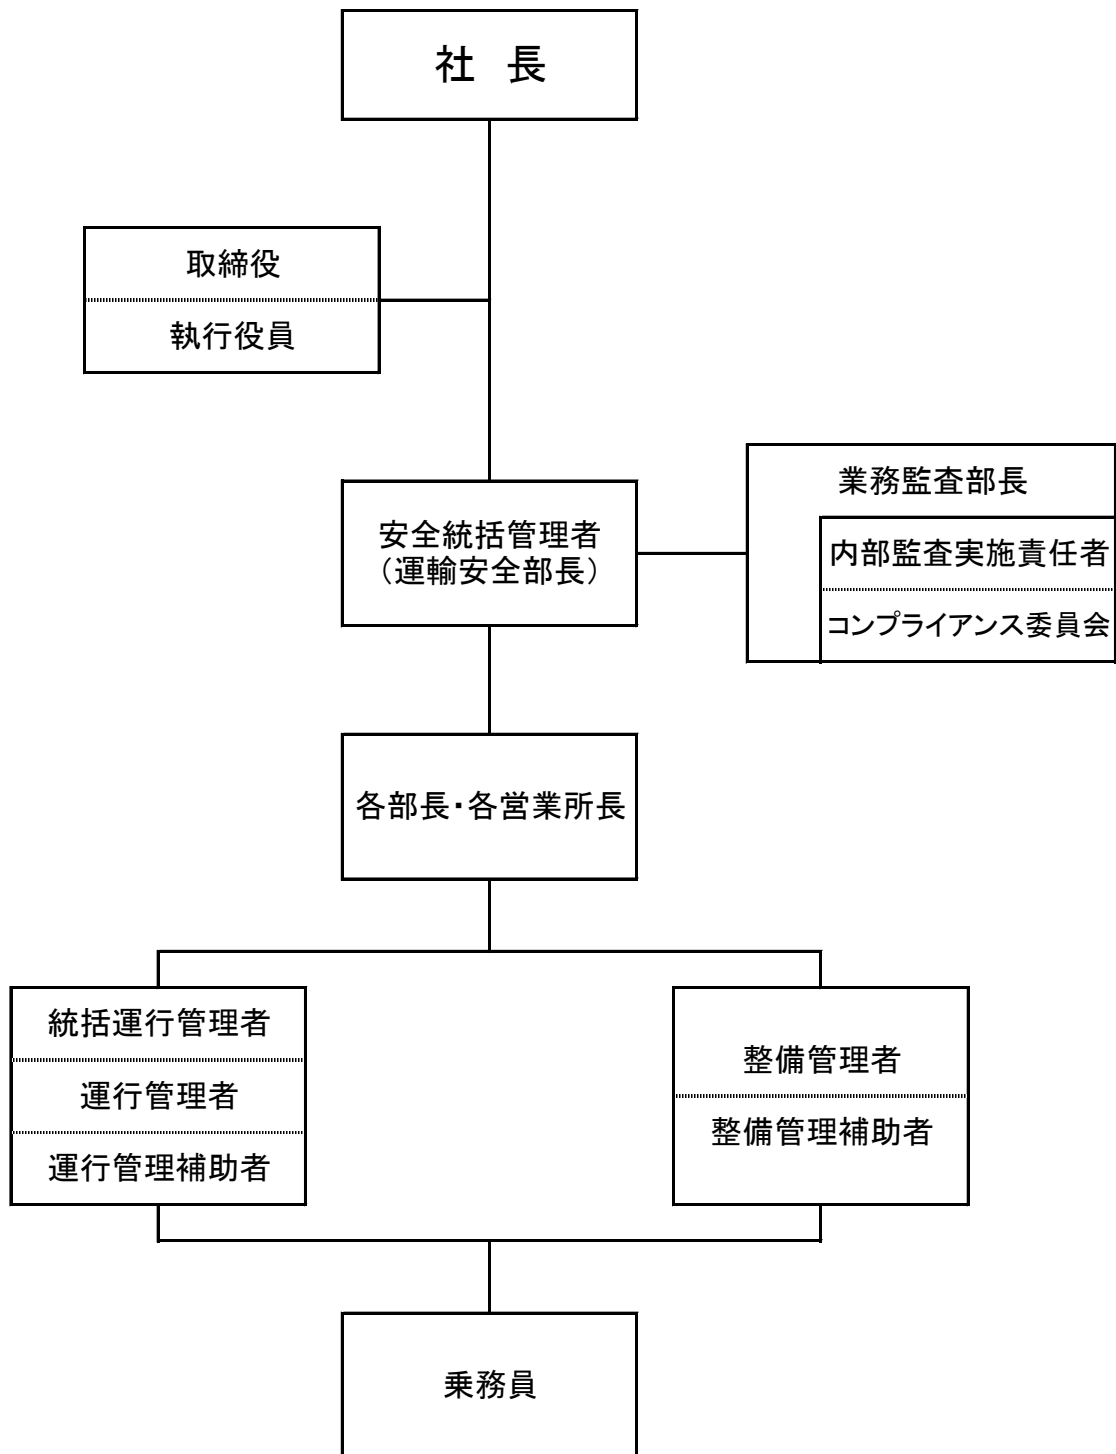 社 長
取締役
執行役員
業務監査部長
安全統括管理者
（運輸安全部長）
内部監査実施責任者
コンプライアンス委員会
各部長・各営業所長
統括運行管理者
運行管理者
運行管理補助者
整備管理者
整備管理補助者
乗務員